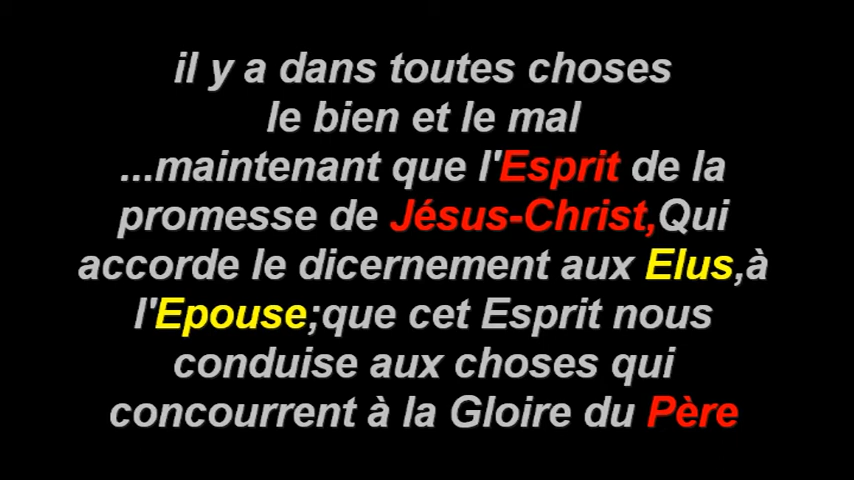 il y a dans toutes choses
le bien et le mal
...maintenant que l'Esprit de la
promesse de Jésus-Christ,Qui
accorde le dicernement aux Elus,à
l'Epouse;que cet Esprit nous
conduise aux choses qui
concourrent à la Gloire du Père